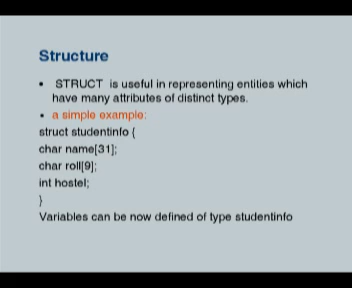 Structure
• STRUCT is useful in representing entities which
have many attributes of distinct types.
• a simple example:
struct studentinfo {
char name[31];
char roll[9];
int hostel;
}
Variables can be now defined of type studentinfo